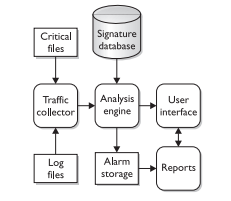 Critical
files
Signature
database
Traffic
collector
Analysis
engine
User
interface
Log
files
Alarm
storage
Reports